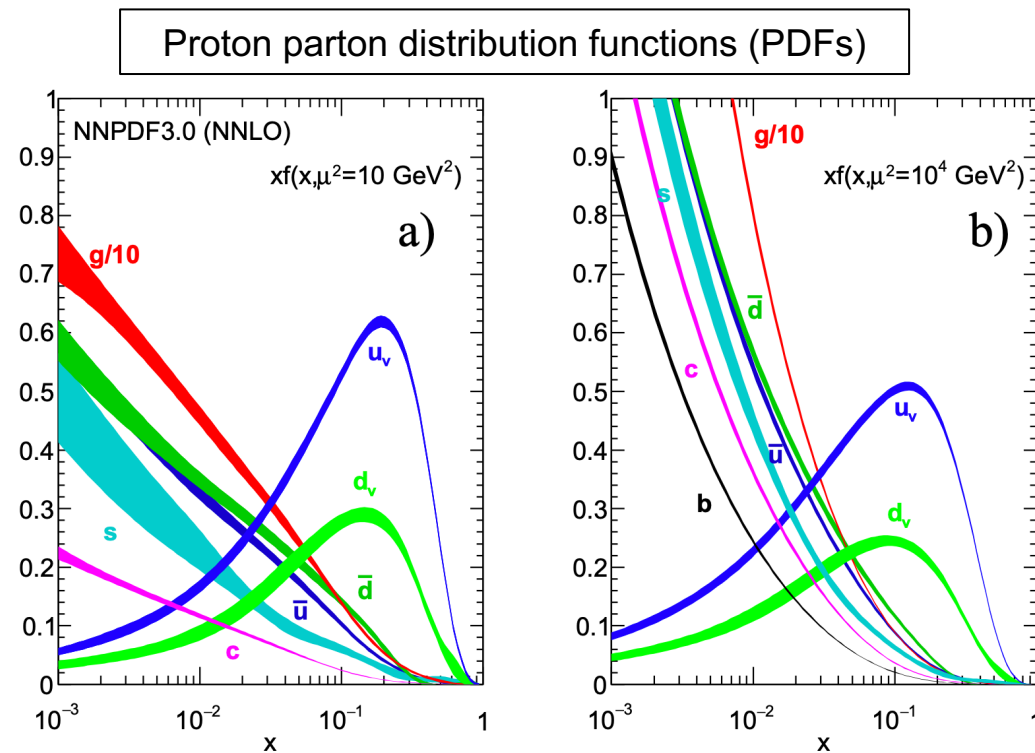 Proton parton distribution functions (PDFs)
NNPDF3.0 (NNLO)
xf(x,μ²=10 GeV²)
a)
g/10
u_v
d_v
s
d̅
u̅
c
1
0.9
0.8
0.7
0.6
0.5
0.4
0.3
0.2
0.1
0
10⁻³
10⁻²
10⁻¹
1
x
g/10
xf(x,μ²=10⁴ GeV²)
s
b)
d̅
c
u_v
u̅
b
d_v
1
0.9
0.8
0.7
0.6
0.5
0.4
0.3
0.2
0.1
0
10⁻³
10⁻²
10⁻¹
1
x